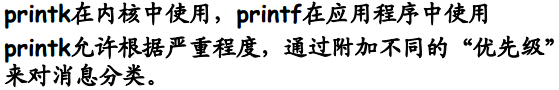 printk在内核中使用，printf在应用程序中使用
printk允许根据严重程度，通过附加不同的“优先级”
来对消息分类。